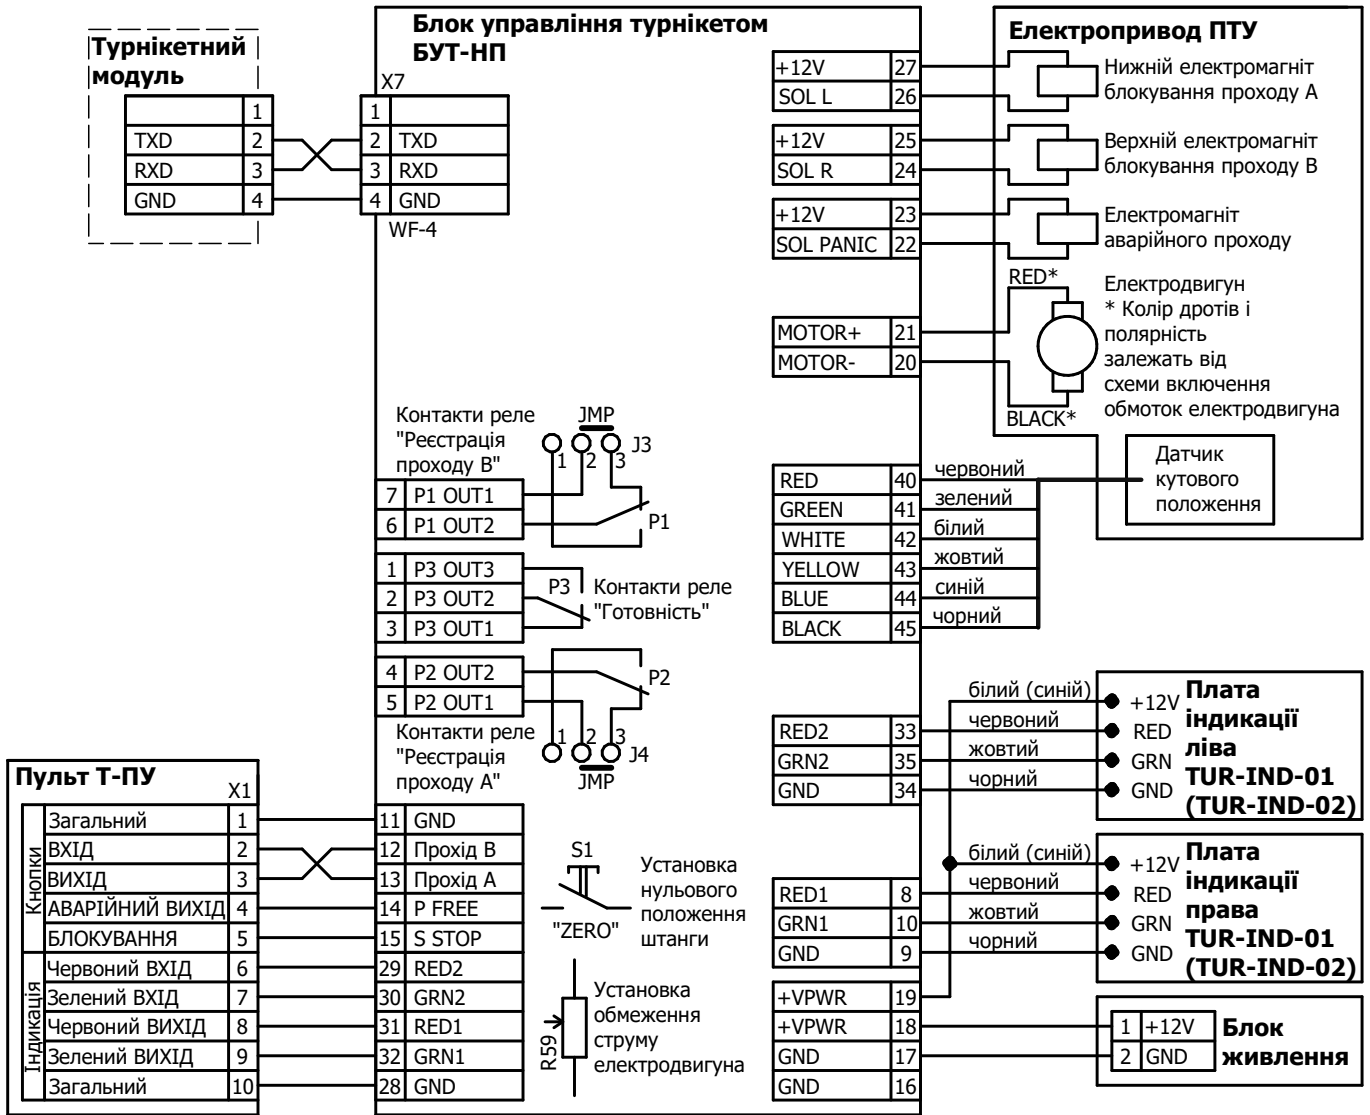 Турнікетний
модуль
1
TXD 2
RXD 3
GND 4
Блок управління турнікетом
БУТ-НП
X7
1
2 TXD
3 RXD
4 GND
WF-4
Електропривод ПТУ
+12V 27
SOL L 26
Нижній електромагніт
блокування проходу А
+12V 25
SOL R 24
Верхній електромагніт
блокування проходу В
+12V 23
SOL PANIC 22
Електромагніт
аварійного проходу
RED*
MOTOR+ 21
MOTOR- 20
BLACK*
Електродвигун
* Колір дротів і
полярність
залежать від
схеми включення
обмоток електродвигуна
Контакти реле
"Реєстрація
проходу В"
JMP
J3
1 2 3
7 P1 OUT1
6 P1 OUT2
P1
1 P3 OUT3
2 P3 OUT2
3 P3 OUT1
P3
Контакти реле
"Готовність"
4 P2 OUT2
5 P2 OUT1
P2
Контакти реле
"Реєстрація
проходу А"
1 2 3
J4
JMP
RED 40 червоний
GREEN 41 зелений
WHITE 42 білий
YELLOW 43 жовтий
BLUE 44 синій
BLACK 45 чорний
Датчик
кутового
положення
RED2 33
GRN2 35
GND 34
білий (синій) +12V
червоний RED
жовтий GRN
чорний GND
Плата
індикації
ліва
TUR-IND-01
(TUR-IND-02)
RED1 8
GRN1 10
GND 9
білий (синій) +12V
червоний RED
жовтий GRN
чорний GND
Плата
індикації
права
TUR-IND-01
(TUR-IND-02)
+VPWR 19
+VPWR 18
GND 17
GND 16
1 +12V
2 GND
Блок
живлення
Пульт Т-ПУ
X1
Кнопки
Загальний 1
ВХІД 2
ВИХІД 3
АВАРІЙНИЙ ВИХІД 4
БЛОКУВАННЯ 5
Індикація
Червоний ВХІД 6
Зелений ВХІД 7
Червоний ВИХІД 8
Зелений ВИХІД 9
Загальний 10
11 GND
12 Прохід В
13 Прохід А
14 P FREE
15 S STOP
29 RED2
30 GRN2
31 RED1
32 GRN1
28 GND
S1
"ZERO"
Установка
нульового
положення
штанги
R59
Установка
обмеження
струму
електродвигуна